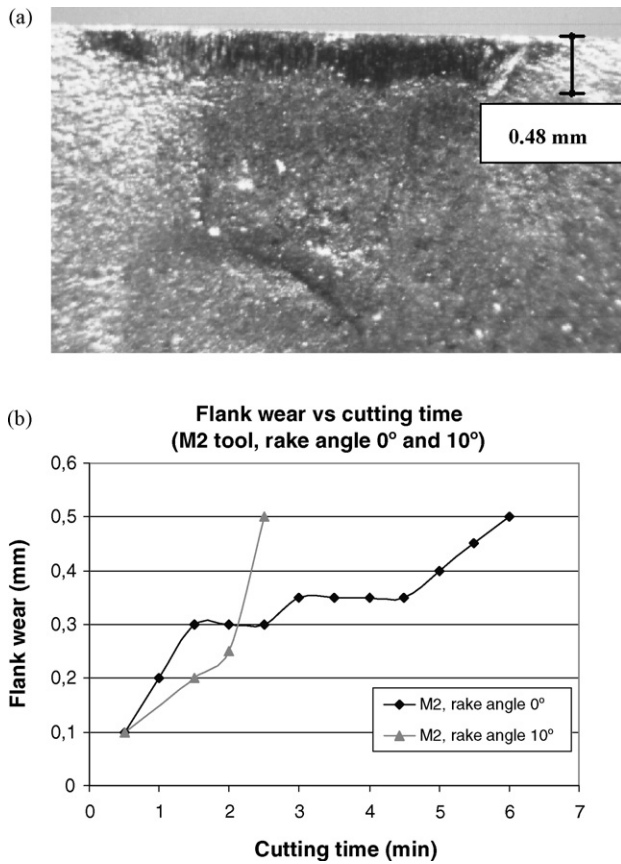 (a)
0.48 mm
(b)
Flank wear vs cutting time
(M2 tool, rake angle 0º and 10º)
Flank wear (mm)
0,6
0,5
0,4
0,3
0,2
0,1
0
0 1 2 3 4 5 6 7
Cutting time (min)
M2, rake angle 0º
M2, rake angle 10º